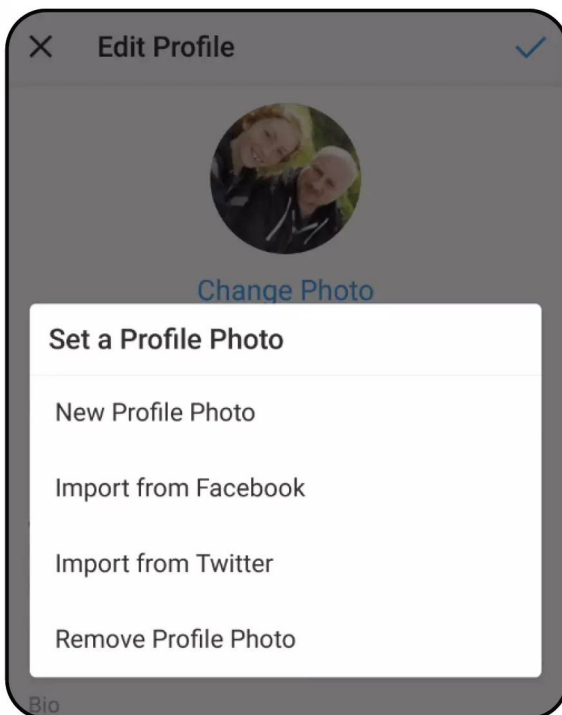 Edit Profile
Change Photo
Set a Profile Photo
New Profile Photo
Import from Facebook
Import from Twitter
Remove Profile Photo
Bio